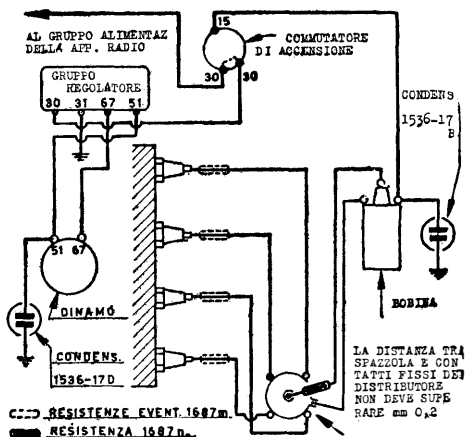 15
AL GRUPPO ALIMENTAZ
DELLA APP. RADIO
COMMUTATORE
DI ACCENSIONE
30
30
GRUPPO
REGOLATORE
30 31 67 51
CONDENS
1536-17
B
51 67
DINAMO
BOBINA
CONDENS.
1536-17D
LA DISTANZA TRA
SPAZZOLA E CON
TATTI FISSI DEL
DISTRIBUTORE
NON DEVE SUPE
RARE mm 0,2
RESISTENZE EVENT. 1687m.
RESISTENZA 1687n.